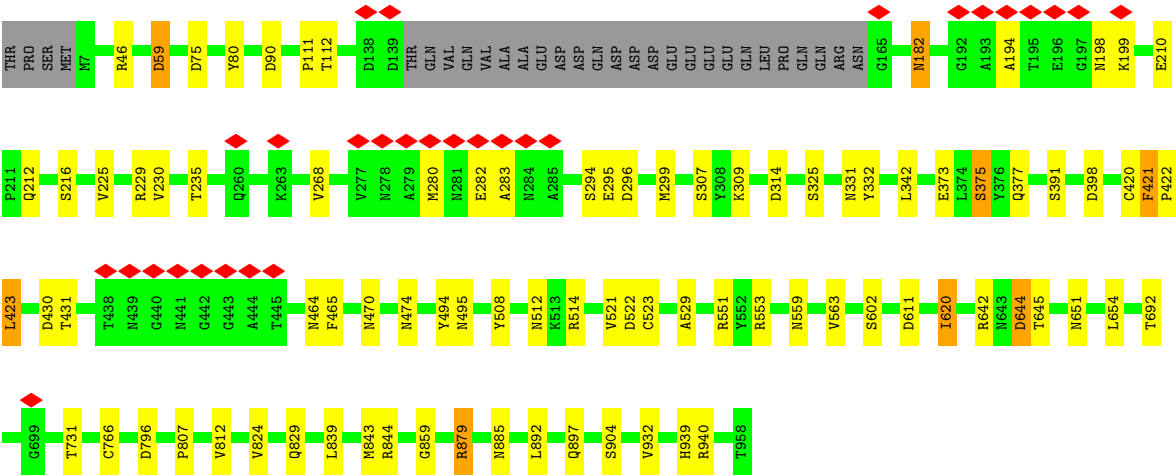 THR PRO SER MET M7 R46 D59 D75 Y80 D90 P111 T112 D138 D139 THR GLN VAL GLN VAL ALA ALA GLU ASP ASP GLN ASP ASP ASP GLU GLU GLU GLU GLN LEU PRO GLN GLN ARG ASN G165 N182 G192 A193 A194 T195 E196 G197 N198 K199 E210
P211 Q212 S216 V225 R229 V230 T235 Q260 K263 V268 V277 N278 A279 M280 N281 E282 A283 N284 A285 S294 E295 D296 M299 S307 Y308 K309 D314 S325 N331 Y332 L342 E373 L374 S375 Y376 Q377 S391 D398 C420 F421 P422
L423 D430 T431 T438 N439 G440 N441 G442 G443 A444 T445 N464 F465 N470 N474 Y494 N495 Y508 N512 K513 R514 V521 D522 C523 A529 R551 Y552 R553 N559 V563 S602 D611 I620 R642 N643 D644 T645 N651 L654 T692
G699 T731 C766 D796 P807 V812 V824 Q829 L839 M843 R844 G859 R879 N885 L892 Q897 S904 V932 H939 R940 T958